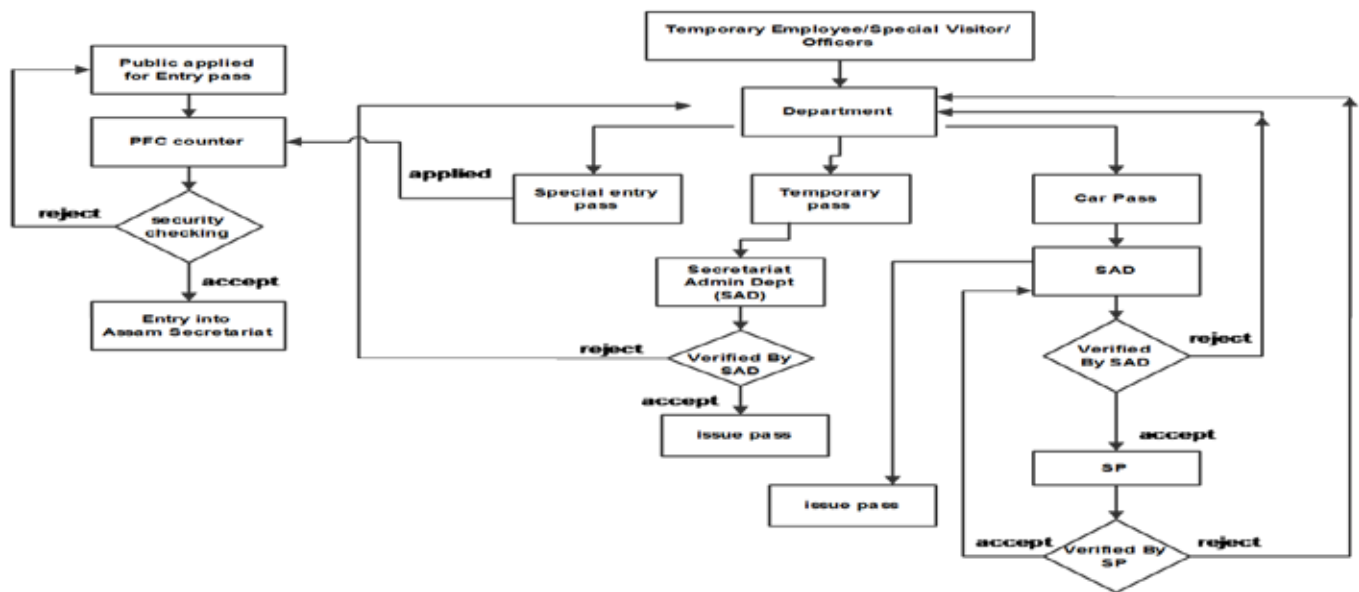 Temporary Employee/Special Visitor/
Officers
Public applied
for Entry pass
Department
PFC counter
applied
Special entry
pass
Temporary
pass
Car Pass
reject
security
checking
accept
Secretariat
Admin Dept
(SAD)
SAD
Entry into
Assam Secretariat
reject
Verified By
SAD
accept
Issue pass
Verified
By SAD
reject
accept
SP
Issue pass
accept
Verified By
SP
reject